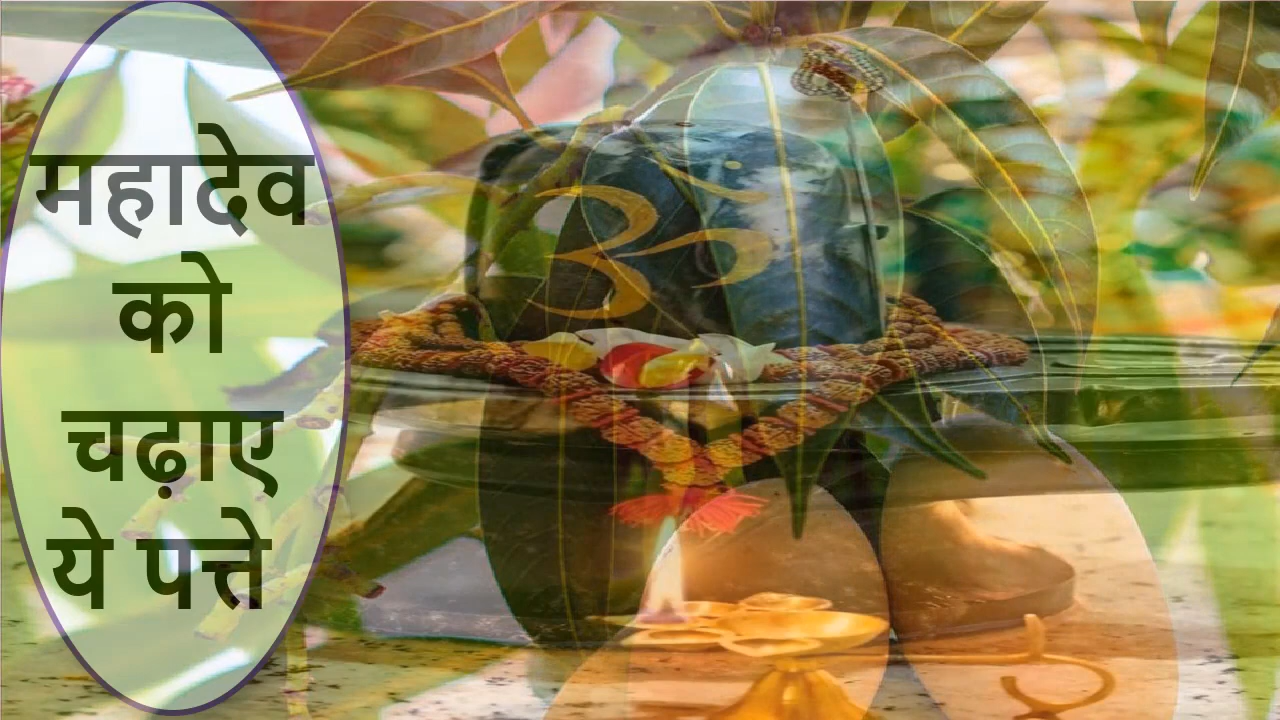 महादेव
को
चढ़ाए
ये पत्ते
ॐ